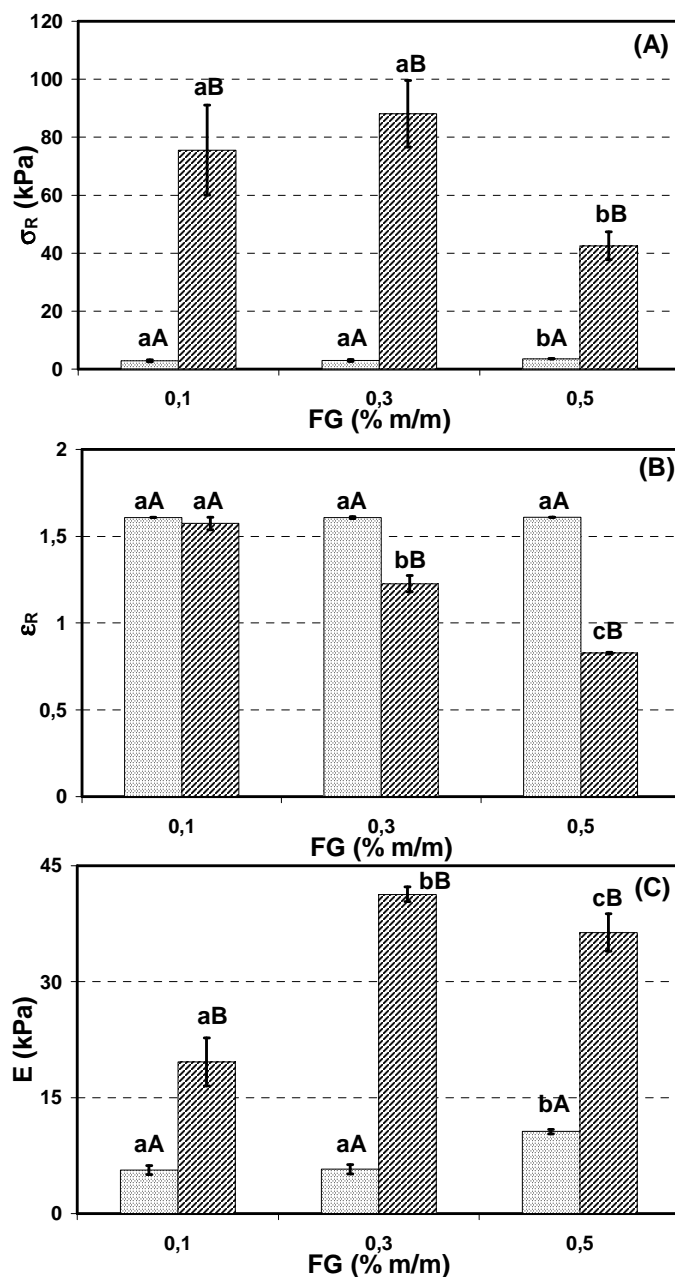 (A)
σR (kPa)
120
100
80
60
40
20
0
aA aB aA aB bA bB
0,1 0,3 0,5
FG (% m/m)
(B)
εR
2
1,5
1
0,5
0
aA aA aA bB aA cB
0,1 0,3 0,5
FG (% m/m)
(C)
E (kPa)
45
30
15
0
aA aB aA bB bA cB
0,1 0,3 0,5
FG (% m/m)